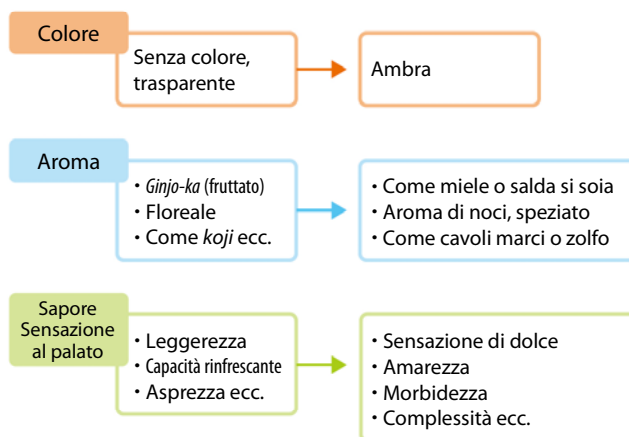 Colore
Senza colore,
trasparente
Ambra
Aroma
• Ginjo-ka (fruttato)
• Floreale
• Come koji ecc.
• Come miele o salda si soia
• Aroma di noci, speziato
• Come cavoli marci o zolfo
Sapore
Sensazione
al palato
• Leggerezza
• Capacità rinfrescante
• Asprezza ecc.
• Sensazione di dolce
• Amarezza
• Morbidezza
• Complessità ecc.